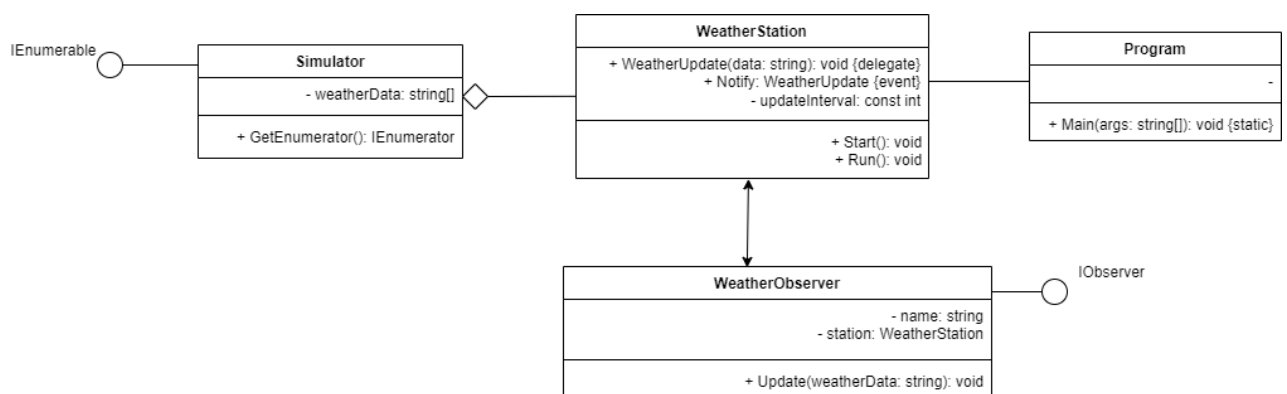 IEnumerable
Simulator
- weatherData: string[]
+ GetEnumerator(): IEnumerator
WeatherStation
+ WeatherUpdate(data: string): void {delegate}
+ Notify: WeatherUpdate {event}
- updateInterval: const int
+ Start(): void
+ Run(): void
Program
-
+ Main(args: string[]): void {static}
WeatherObserver
- name: string
- station: WeatherStation
+ Update(weatherData: string): void
IObserver